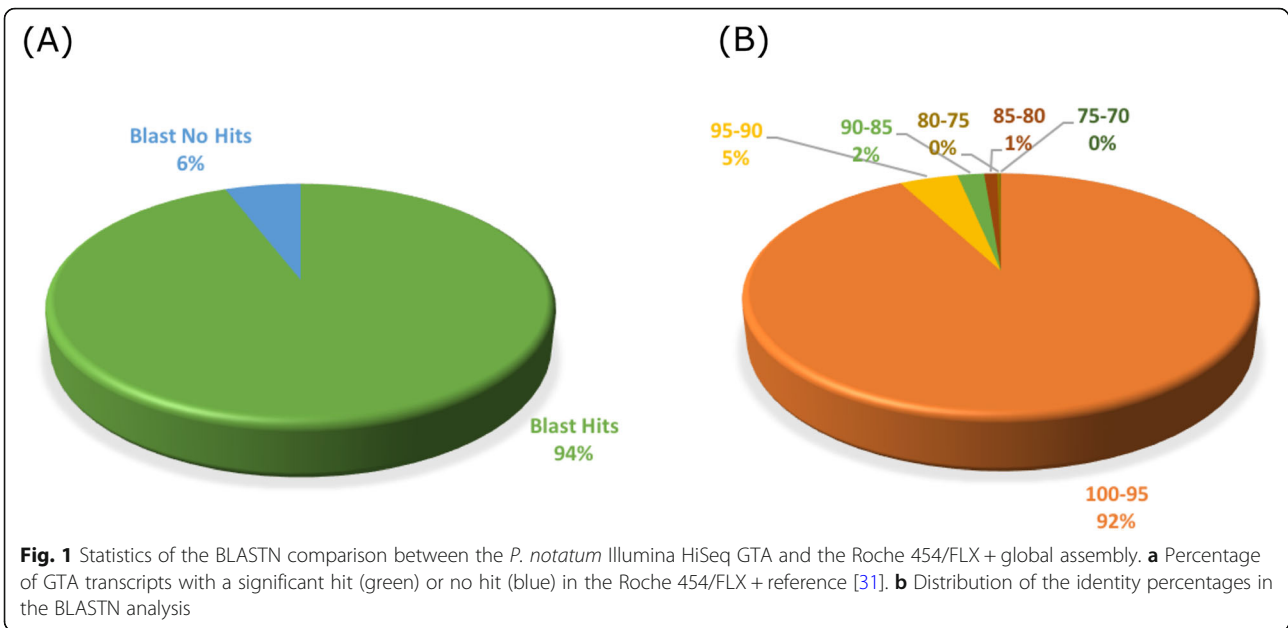 (A)
(B)
Blast No Hits
6%
Blast Hits
94%
95-90
5%
90-85
2%
80-75
0%
85-80
1%
75-70
0%
100-95
92%
Fig. 1 Statistics of the BLASTN comparison between the P. notatum Illumina HiSeq GTA and the Roche 454/FLX + global assembly. a Percentage
of GTA transcripts with a significant hit (green) or no hit (blue) in the Roche 454/FLX + reference [31]. b Distribution of the identity percentages in
the BLASTN analysis